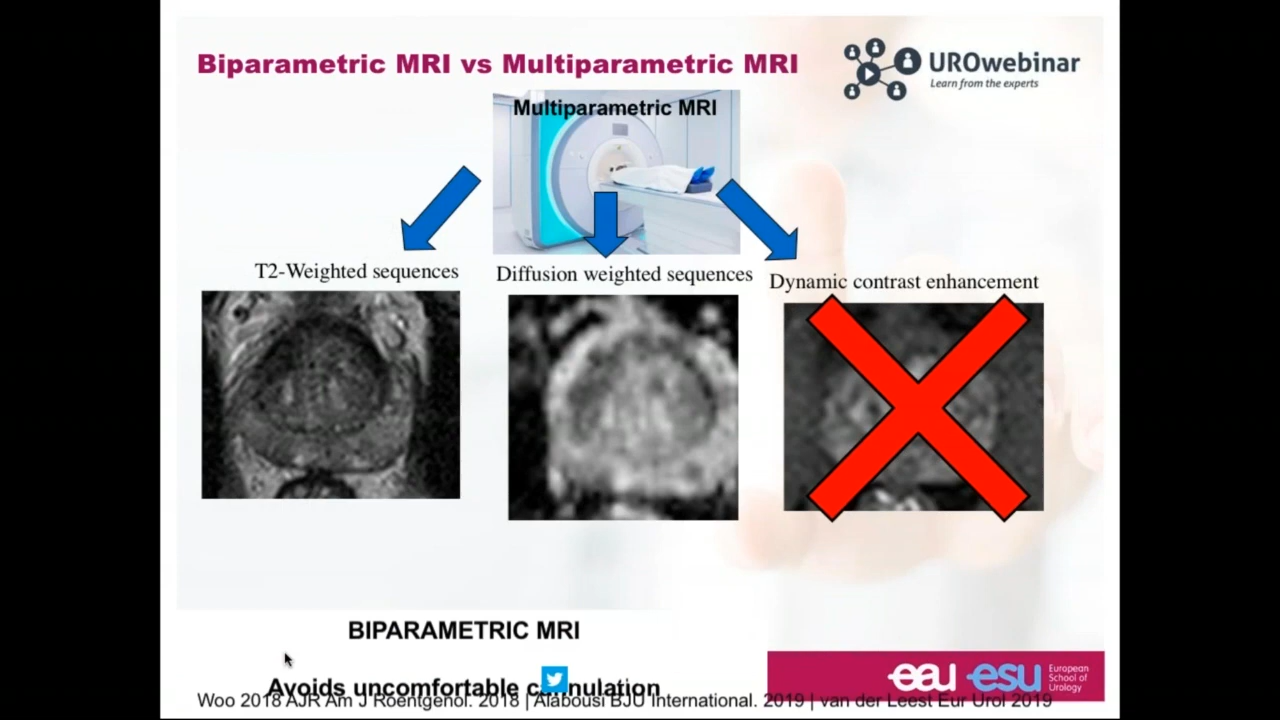 Biparametric MRI vs Multiparametric MRI
UROwebinar
Learn from the experts
Multiparametric MRI
T2-Weighted sequences
Diffusion weighted sequences
Dynamic contrast enhancement
BIPARAMETRIC MRI
Avoids uncomfortable cannulation
Woo 2018 AJR Am J Roentgenol. 2018 | Alabousi BJU International. 2019 | van der Leest Eur Urol 2019
eau esu European
School of
Urology